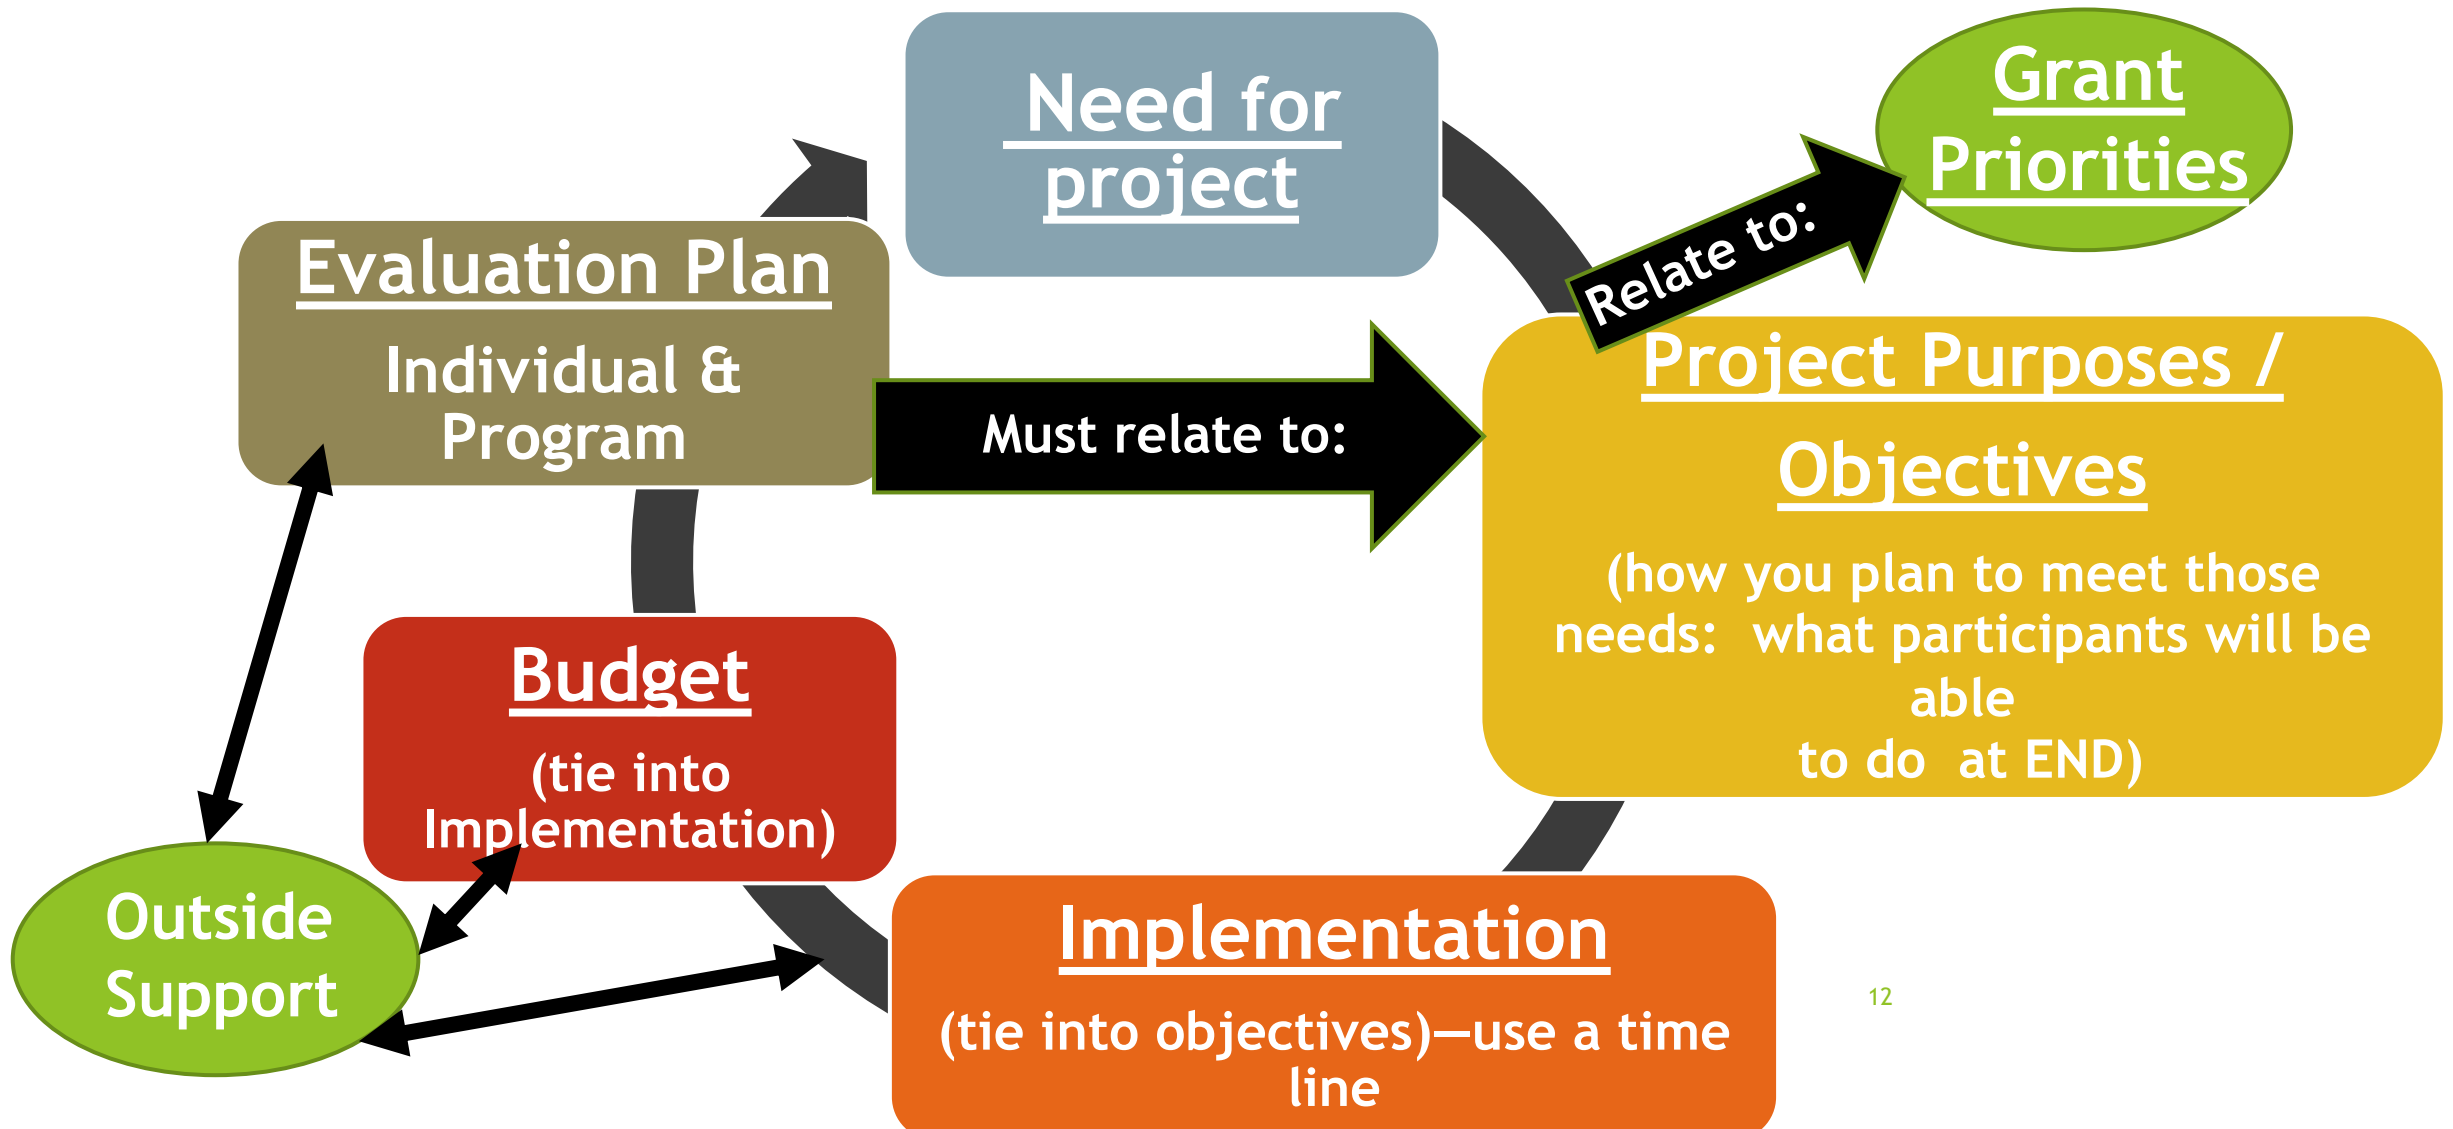 Need for
project
Grant
Priorities
Relate to:
Evaluation Plan
Individual &
Program
Must relate to:
Project Purposes /
Objectives
(how you plan to meet those
needs:  what participants will be
able
to do  at END)
Budget
(tie into
Implementation)
Outside
Support
Implementation
(tie into objectives)—use a time
line
12